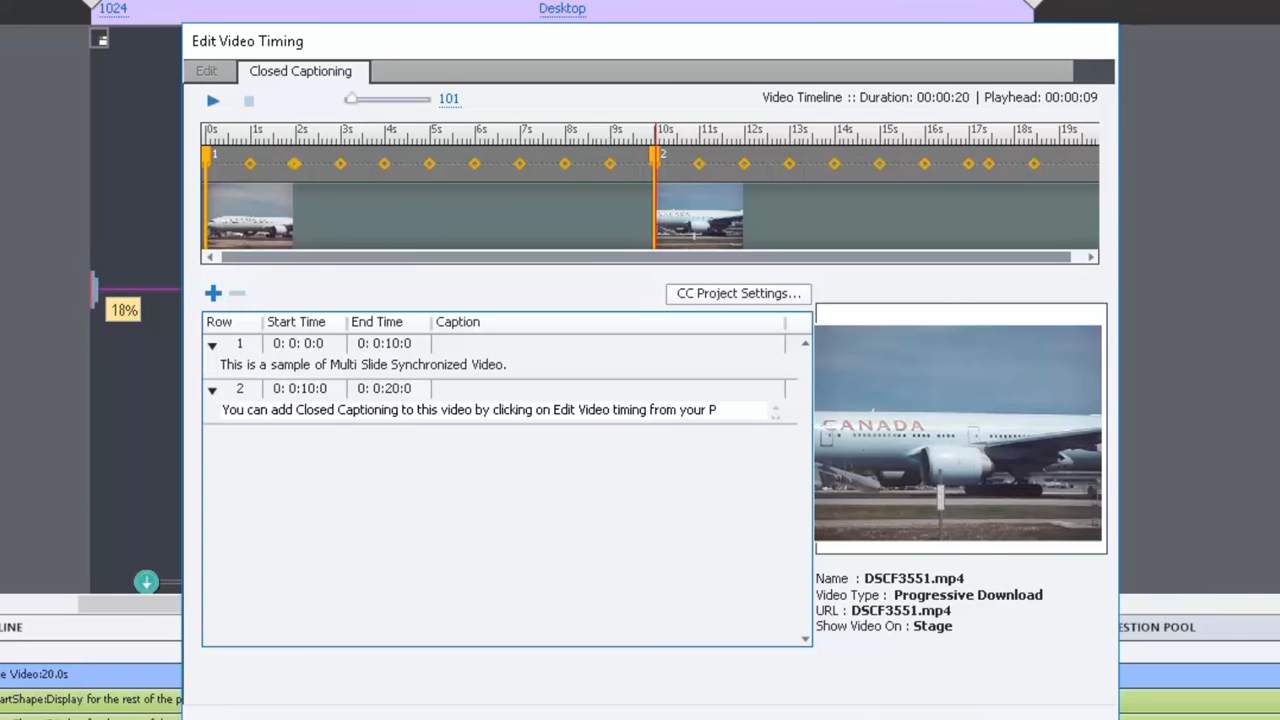 1024 Desktop
Edit Video Timing
Edit Closed Captioning
101 Video Timeline :: Duration: 00:00:20 | Playhead: 00:00:09
0s 1s 2s 3s 4s 5s 6s 7s 8s 9s 10s 11s 12s 13s 14s 15s 16s 17s 18s 19s
1 2
CC Project Settings...
18%
Row Start Time End Time Caption
1 0: 0: 0:0 0: 0:10:0
This is a sample of Multi Slide Synchronized Video.
2 0: 0:10:0 0: 0:20:0
You can add Closed Captioning to this video by clicking on Edit Video timing from your P
CANADA
Name : DSCF3551.mp4
Video Type : Progressive Download
URL : DSCF3551.mp4
Show Video On : Stage
LINE ESTION POOL
e Video:20.0s
artShape:Display for the rest of the p